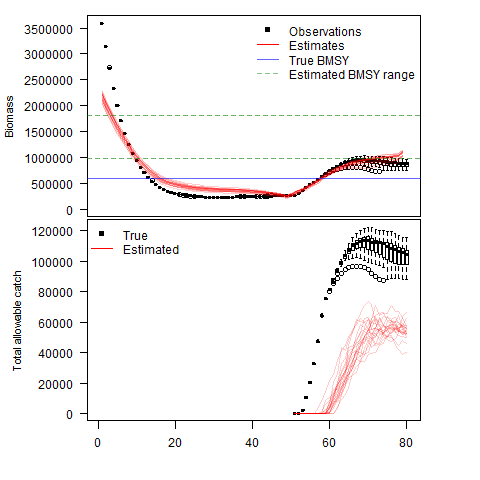 Observations
Estimates
True BMSY
Estimated BMSY range
3500000
3000000
2500000
2000000
1500000
1000000
500000
0
Biomass
True
Estimated
120000
100000
80000
60000
40000
20000
0
Total allowable catch
0 20 40 60 80